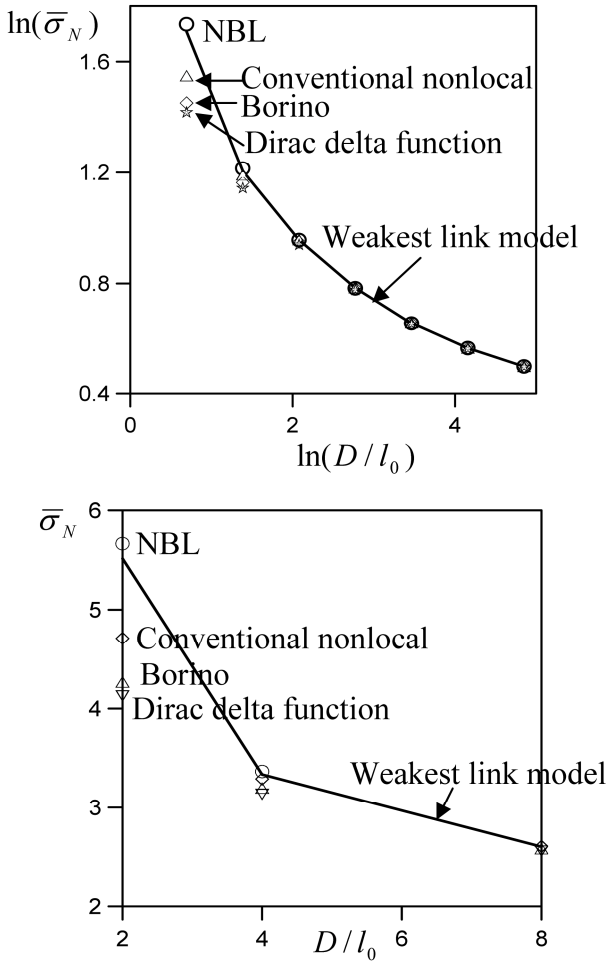 ln(σ̅_N)
NBL
1.6
Conventional nonlocal
Borino
Dirac delta function
1.2
Weakest link model
0.8
0.4
0 2 4
ln(D / l₀)
6
σ̅_N
NBL
5
Conventional nonlocal
Borino
4
Dirac delta function
Weakest link model
3
2
2 4 6 8
D / l₀